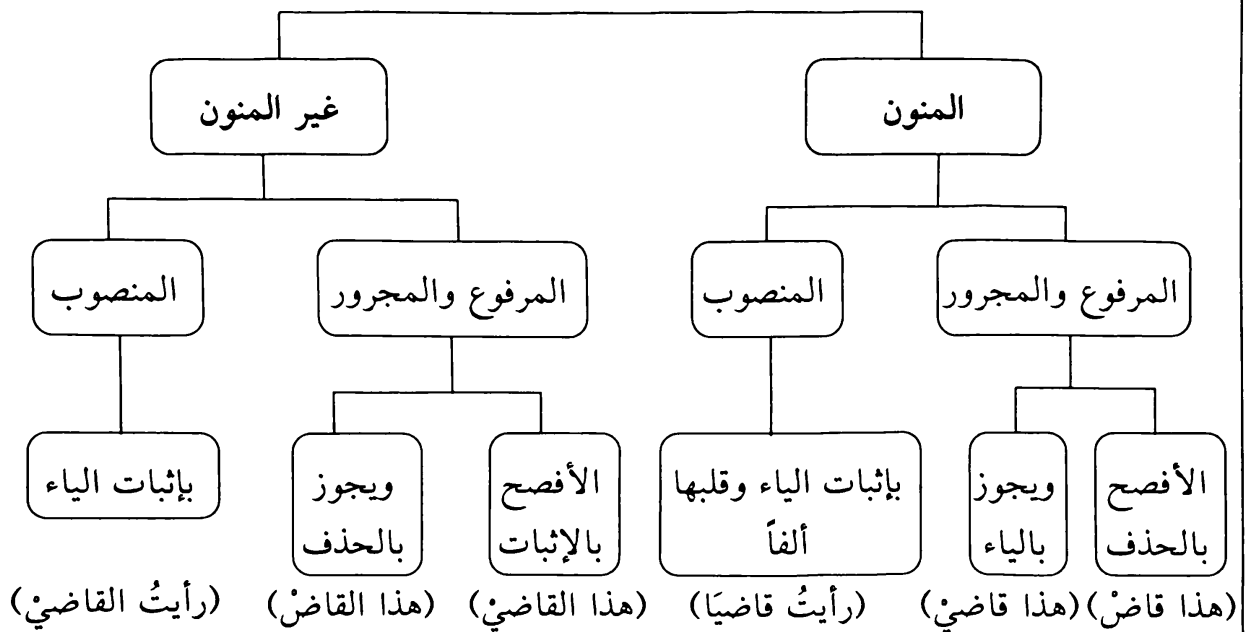 المنون
غير المنون
المرفوع والمجرور
المنصوب
المرفوع والمجرور
المنصوب
الأفصح
بالحذف
ويجوز
بالياء
بإثبات الياء وقلبها
ألفاً
الأفصح
بالإثبات
ويجوز
بالحذف
بإثبات الياء
(هذا قاضْ)
(هذا قاضيْ)
(رأيتُ قاضيَا)
(هذا القاضيْ)
(هذا القاضْ)
(رأيتُ القاضيْ)